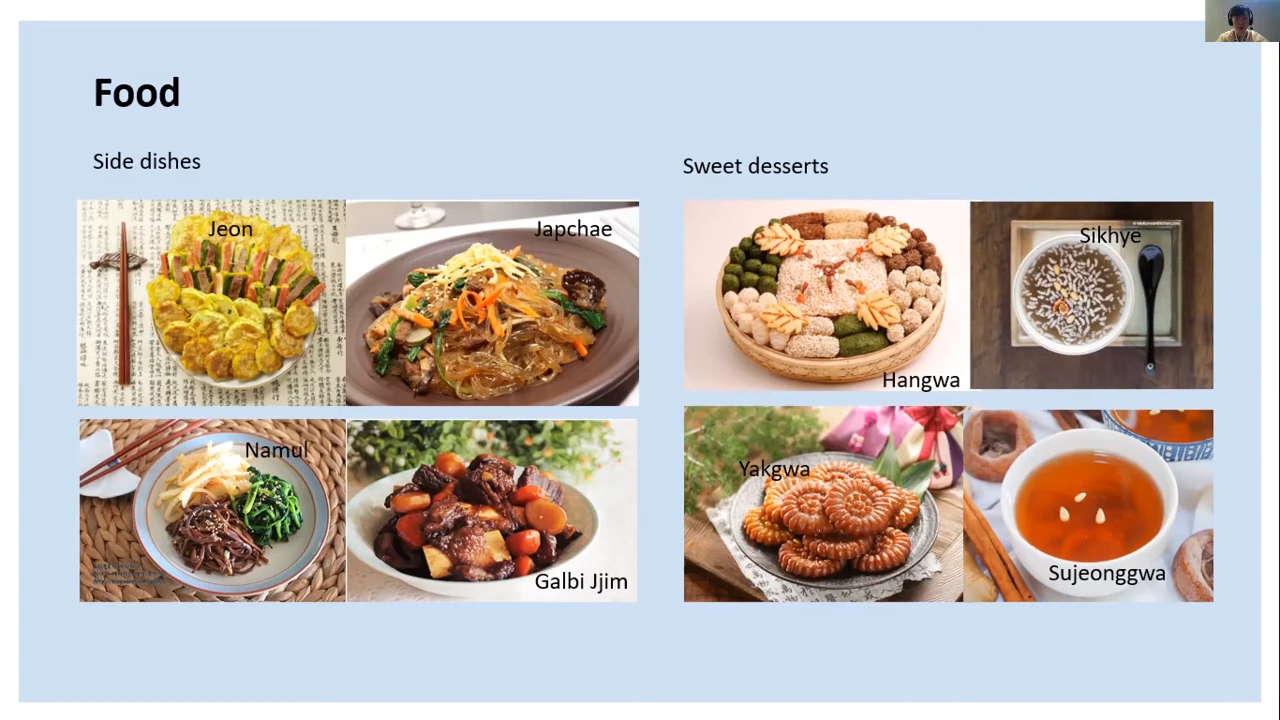 Food
Side dishes
Sweet desserts
Jeon
Japchae
Hangwa
Sikhye
Namul
Galbi Jjim
Yakgwa
Sujeonggwa